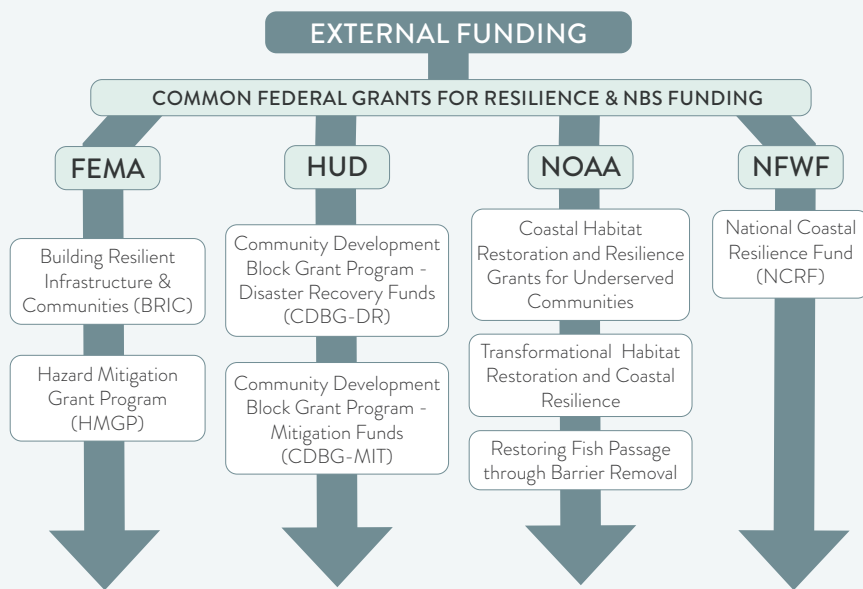 EXTERNAL FUNDING
COMMON FEDERAL GRANTS FOR RESILIENCE & NBS FUNDING
FEMA
Building Resilient
Infrastructure &
Communities (BRIC)
Hazard Mitigation
Grant Program
(HMGP)
HUD
Community Development
Block Grant Program -
Disaster Recovery Funds
(CDBG-DR)
Community Development
Block Grant Program -
Mitigation Funds
(CDBG-MIT)
NOAA
Coastal Habitat
Restoration and Resilience
Grants for Underserved
Communities
Transformational Habitat
Restoration and Coastal
Resilience
Restoring Fish Passage
through Barrier Removal
NFWF
National Coastal
Resilience Fund
(NCRF)